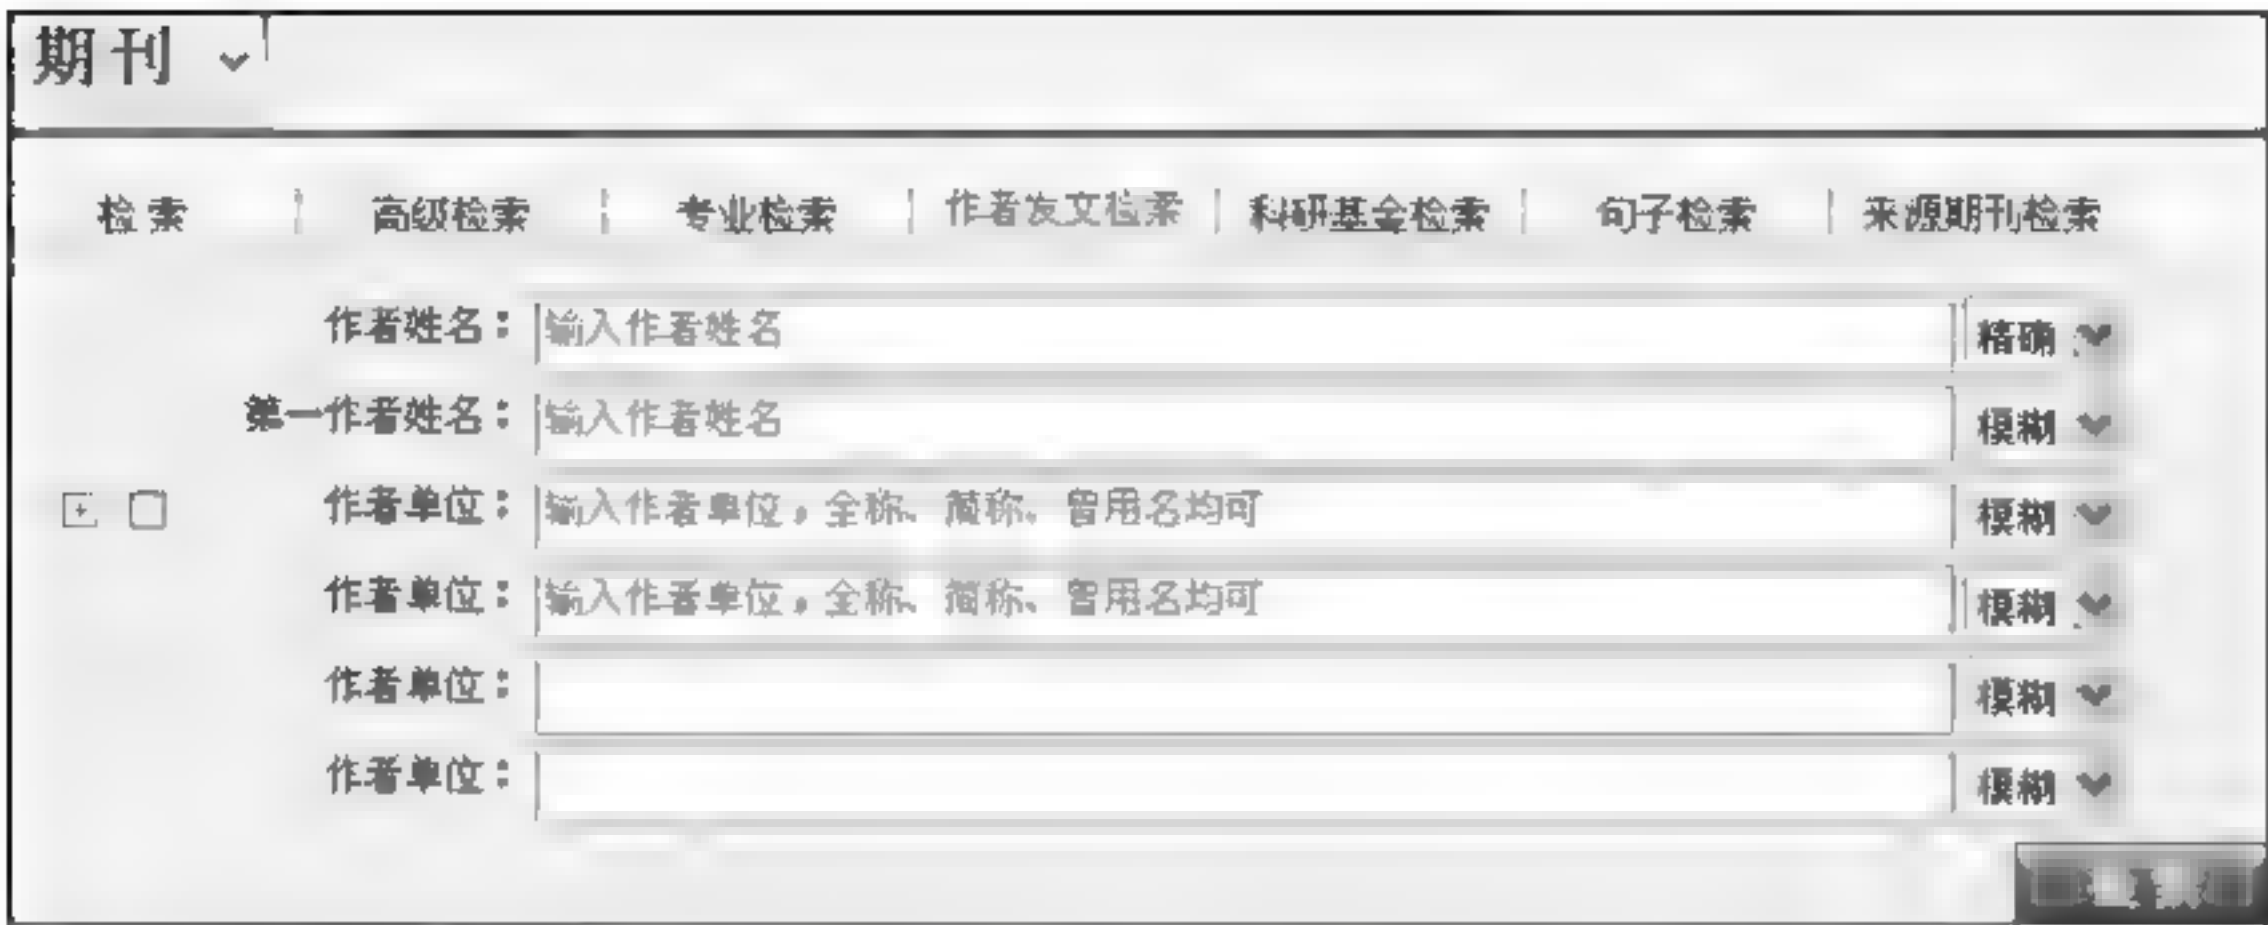 期刊
检索 高级检索 专业检索 作者发文检索 科研基金检索 句子检索 来源期刊检索
作者姓名： 输入作者姓名 精确
第一作者姓名： 输入作者姓名 模糊
作者单位： 输入作者单位，全称、简称、曾用名均可 模糊
作者单位： 输入作者单位，全称、简称、曾用名均可 模糊
作者单位： 模糊
作者单位： 模糊